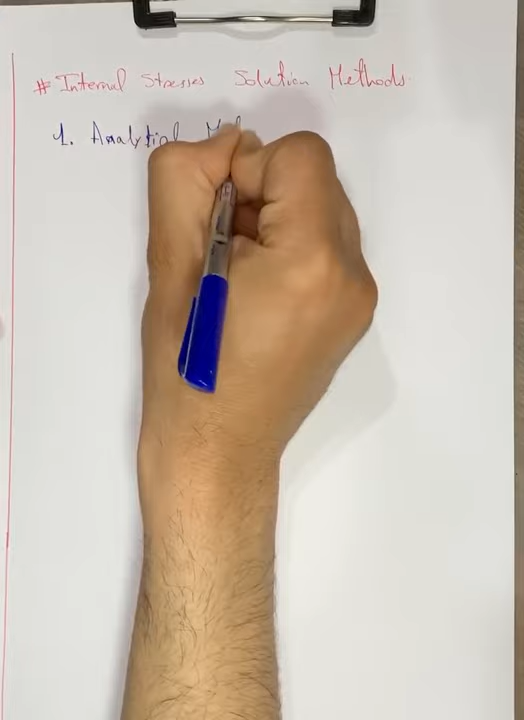 # Internal Stresses Solution Methods.
1. Analytical